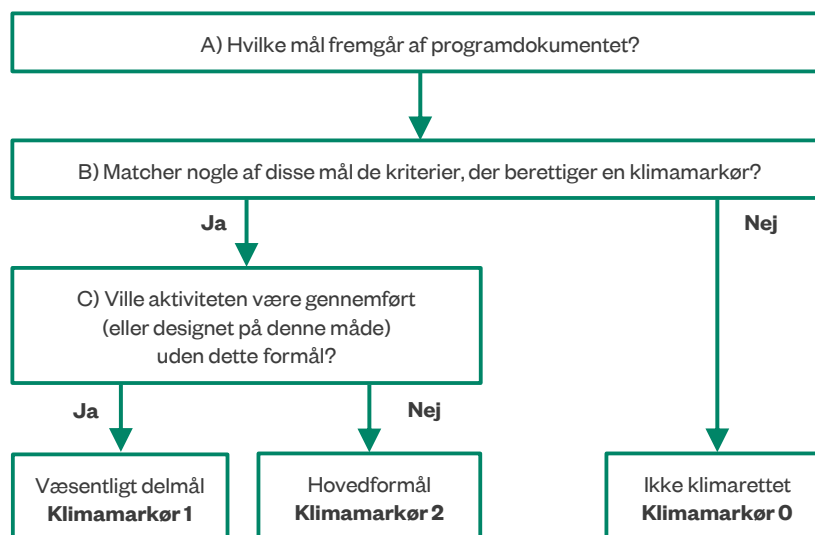 A) Hvilke mål fremgår af programdokumentet?
B) Matcher nogle af disse mål de kriterier, der berettiger en klimamarkør?
Ja
Nej
C) Ville aktiviteten være gennemført
(eller designet på denne måde)
uden dette formål?
Ja
Nej
Væsentligt delmål
Klimamarkør 1
Hovedformål
Klimamarkør 2
Ikke klimarettet
Klimamarkør 0